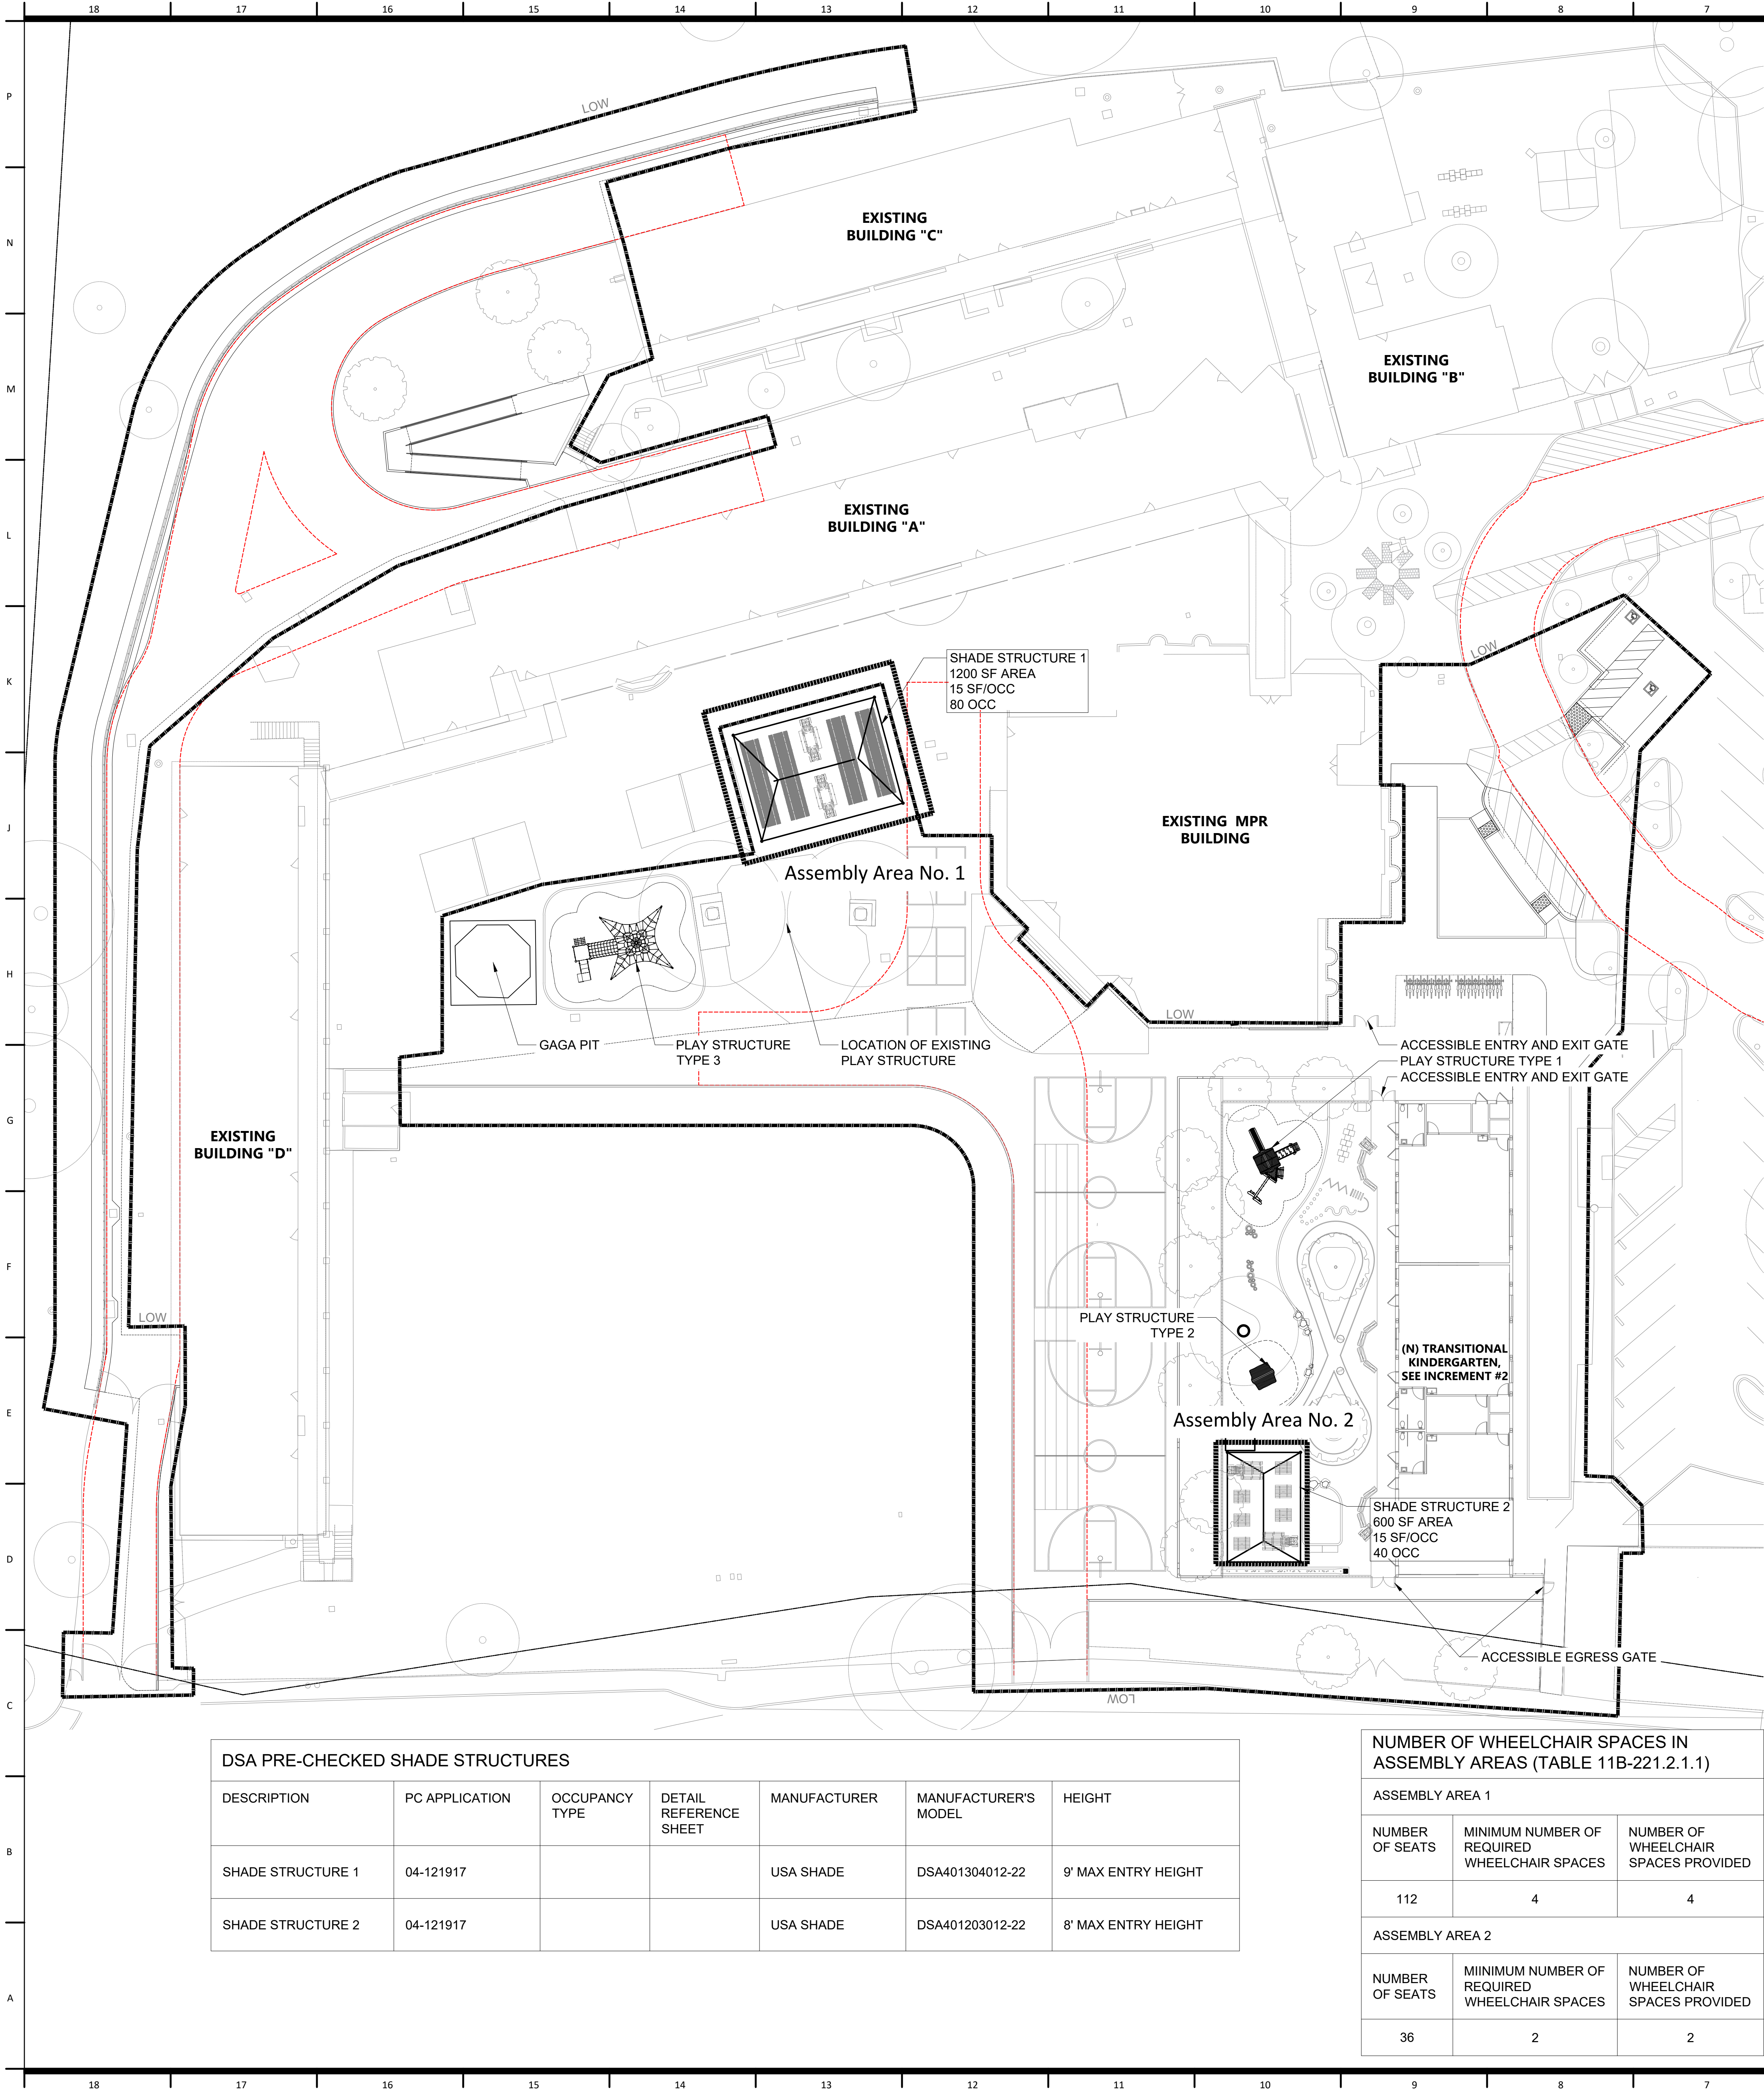 18 17 16 15 14 13 12 11 10 9 8 7
P
LOW
N
EXISTING
BUILDING "C"
M
EXISTING
BUILDING "B"
L
EXISTING
BUILDING "A"
K
LOW
SHADE STRUCTURE 1
1200 SF AREA
15 SF/OCC
80 OCC
J
EXISTING MPR
BUILDING
Assembly Area No. 1
H
LOW
GAGA PIT
PLAY STRUCTURE
TYPE 3
LOCATION OF EXISTING
PLAY STRUCTURE
ACCESSIBLE ENTRY AND EXIT GATE
PLAY STRUCTURE TYPE 1
ACCESSIBLE ENTRY AND EXIT GATE
G
EXISTING
BUILDING "D"
F
LOW
PLAY STRUCTURE
TYPE 2
(N) TRANSITIONAL
KINDERGARTEN,
SEE INCREMENT #2
E
Assembly Area No. 2
SHADE STRUCTURE 2
600 SF AREA
15 SF/OCC
40 OCC
D
ACCESSIBLE EGRESS GATE
C
LOW
DSA PRE-CHECKED SHADE STRUCTURES
DESCRIPTION PC APPLICATION OCCUPANCY TYPE DETAIL REFERENCE SHEET MANUFACTURER MANUFACTURER'S MODEL HEIGHT
SHADE STRUCTURE 1 04-121917 USA SHADE DSA401304012-22 9' MAX ENTRY HEIGHT
SHADE STRUCTURE 2 04-121917 USA SHADE DSA401203012-22 8' MAX ENTRY HEIGHT
NUMBER OF WHEELCHAIR SPACES IN
ASSEMBLY AREAS (TABLE 11B-221.2.1.1)
ASSEMBLY AREA 1
B
NUMBER OF SEATS MINIMUM NUMBER OF REQUIRED WHEELCHAIR SPACES NUMBER OF WHEELCHAIR SPACES PROVIDED
112 4 4
ASSEMBLY AREA 2
A
NUMBER OF SEATS MIINIMUM NUMBER OF REQUIRED WHEELCHAIR SPACES NUMBER OF WHEELCHAIR SPACES PROVIDED
36 2 2
18 17 16 15 14 13 12 11 10 9 8 7